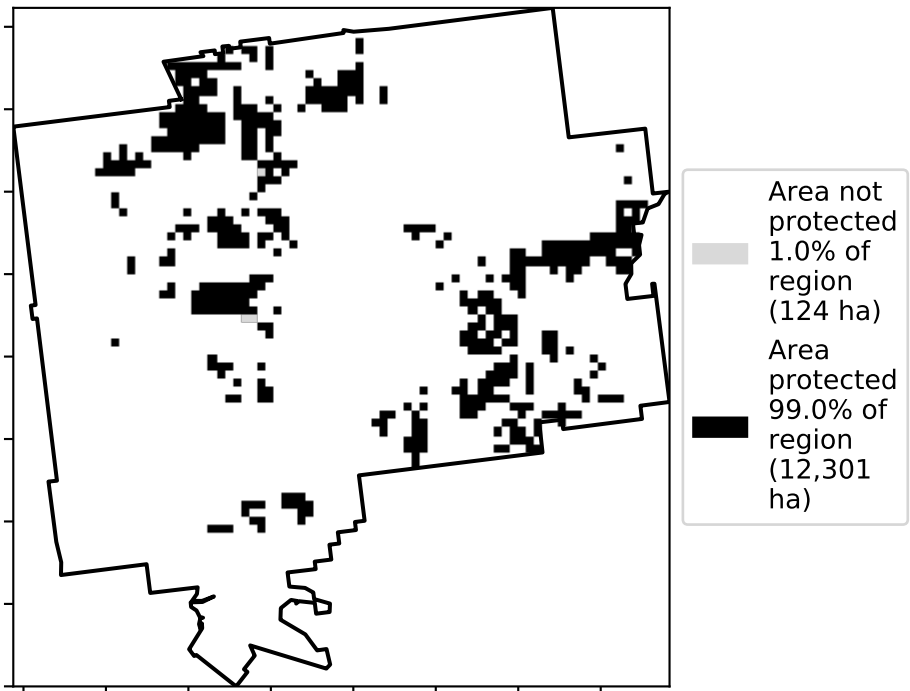 Area not
protected
1.0% of
region
(124 ha)
Area
protected
99.0% of
region
(12,301
ha)